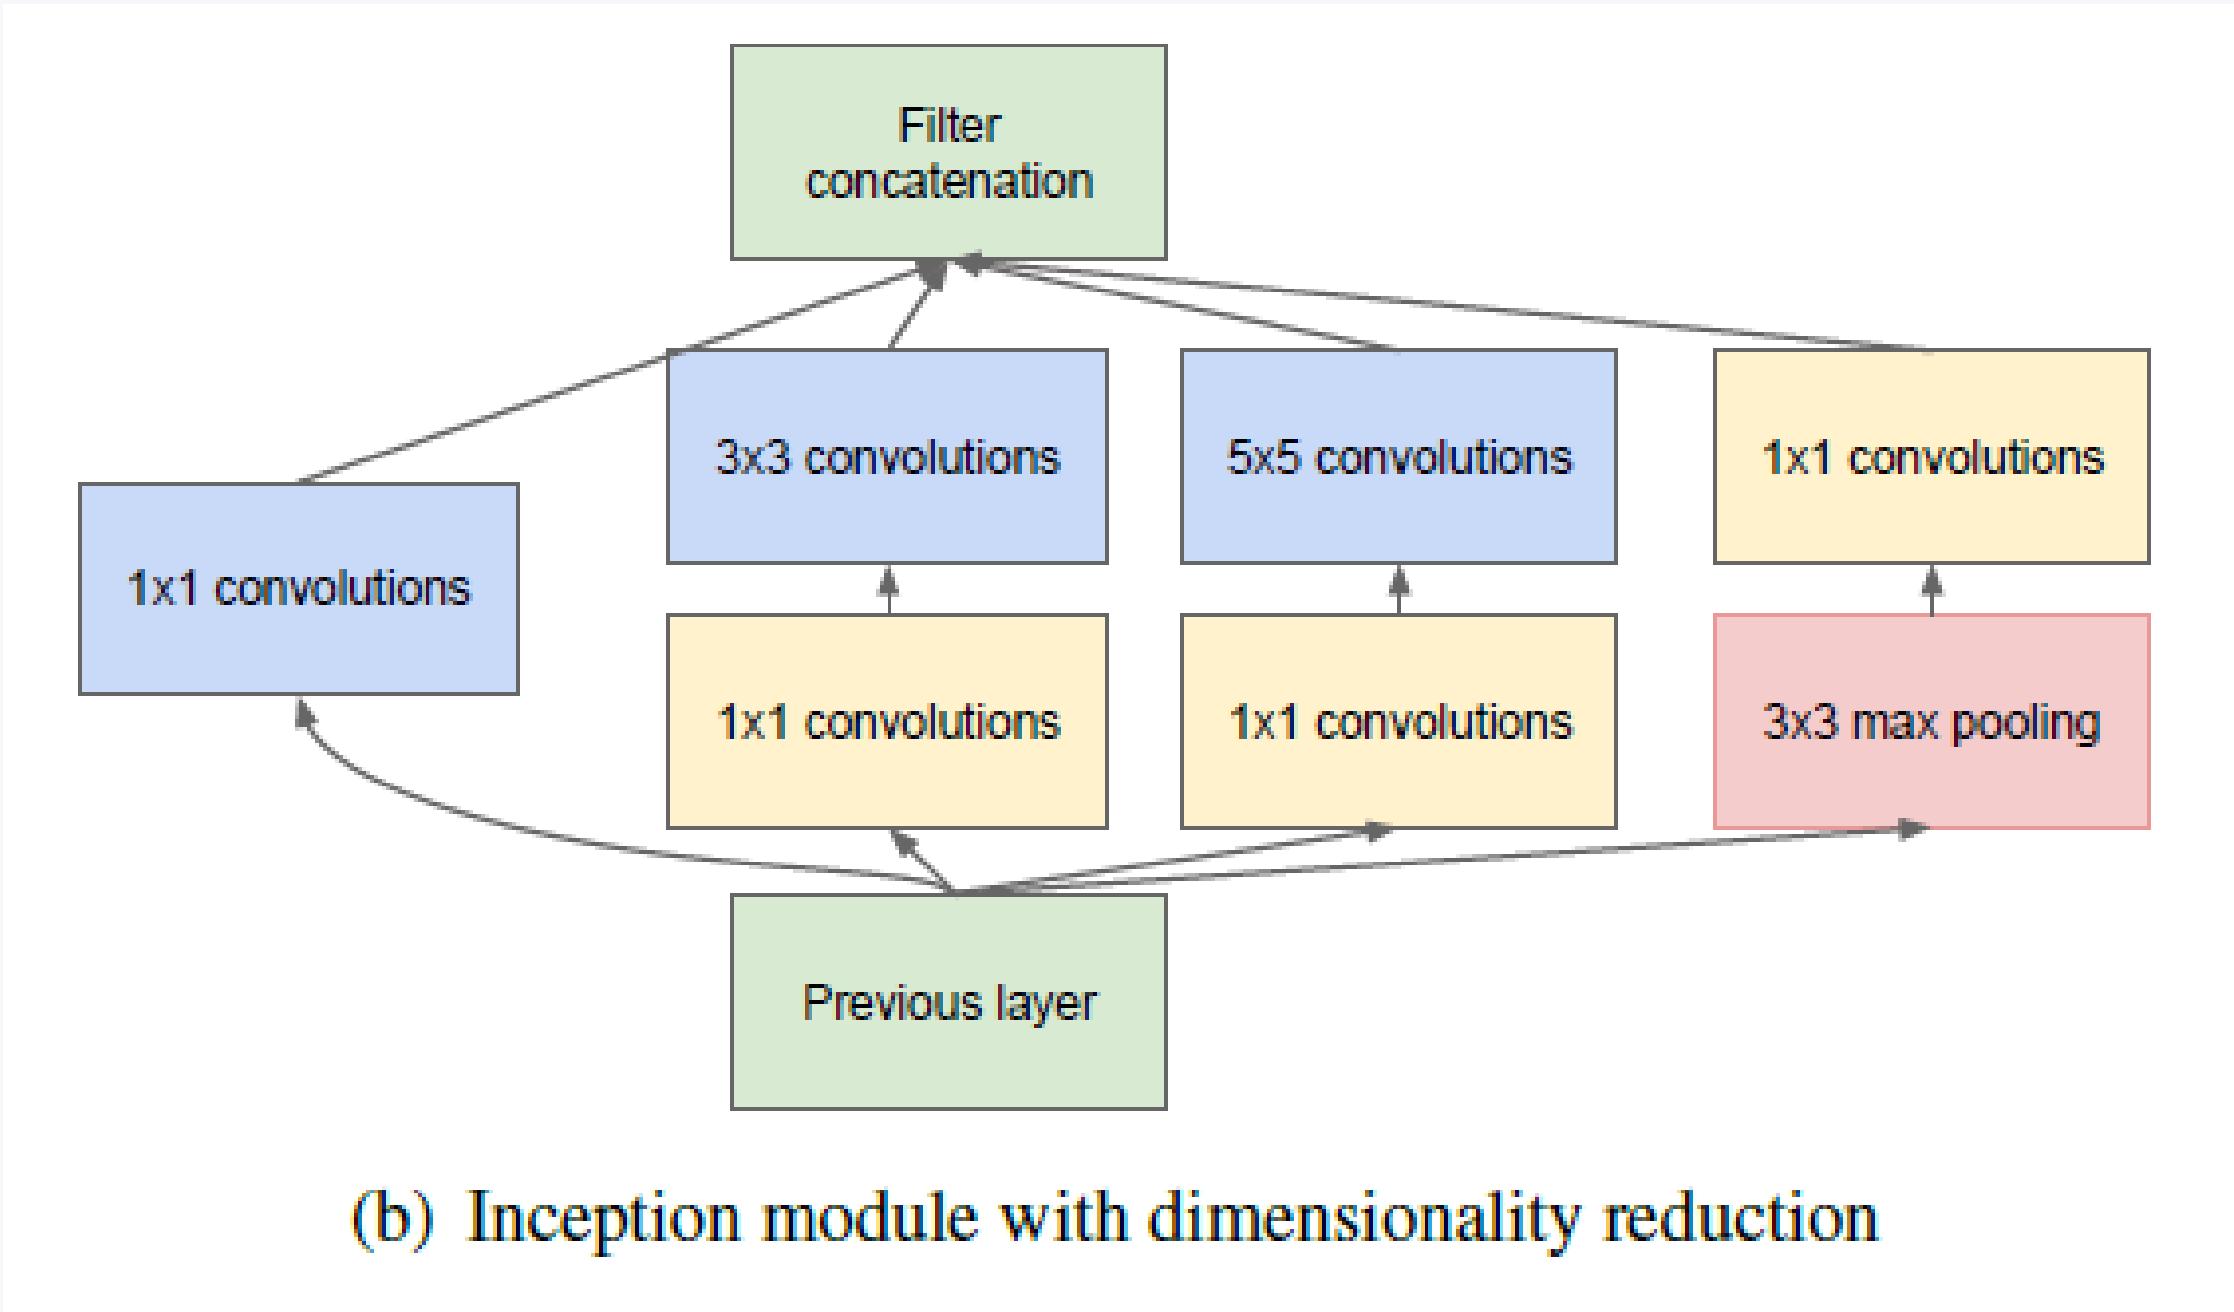 Filter
concatenation
3x3 convolutions
5x5 convolutions
1x1 convolutions
1x1 convolutions
1x1 convolutions
1x1 convolutions
3x3 max pooling
Previous layer
(b) Inception module with dimensionality reduction